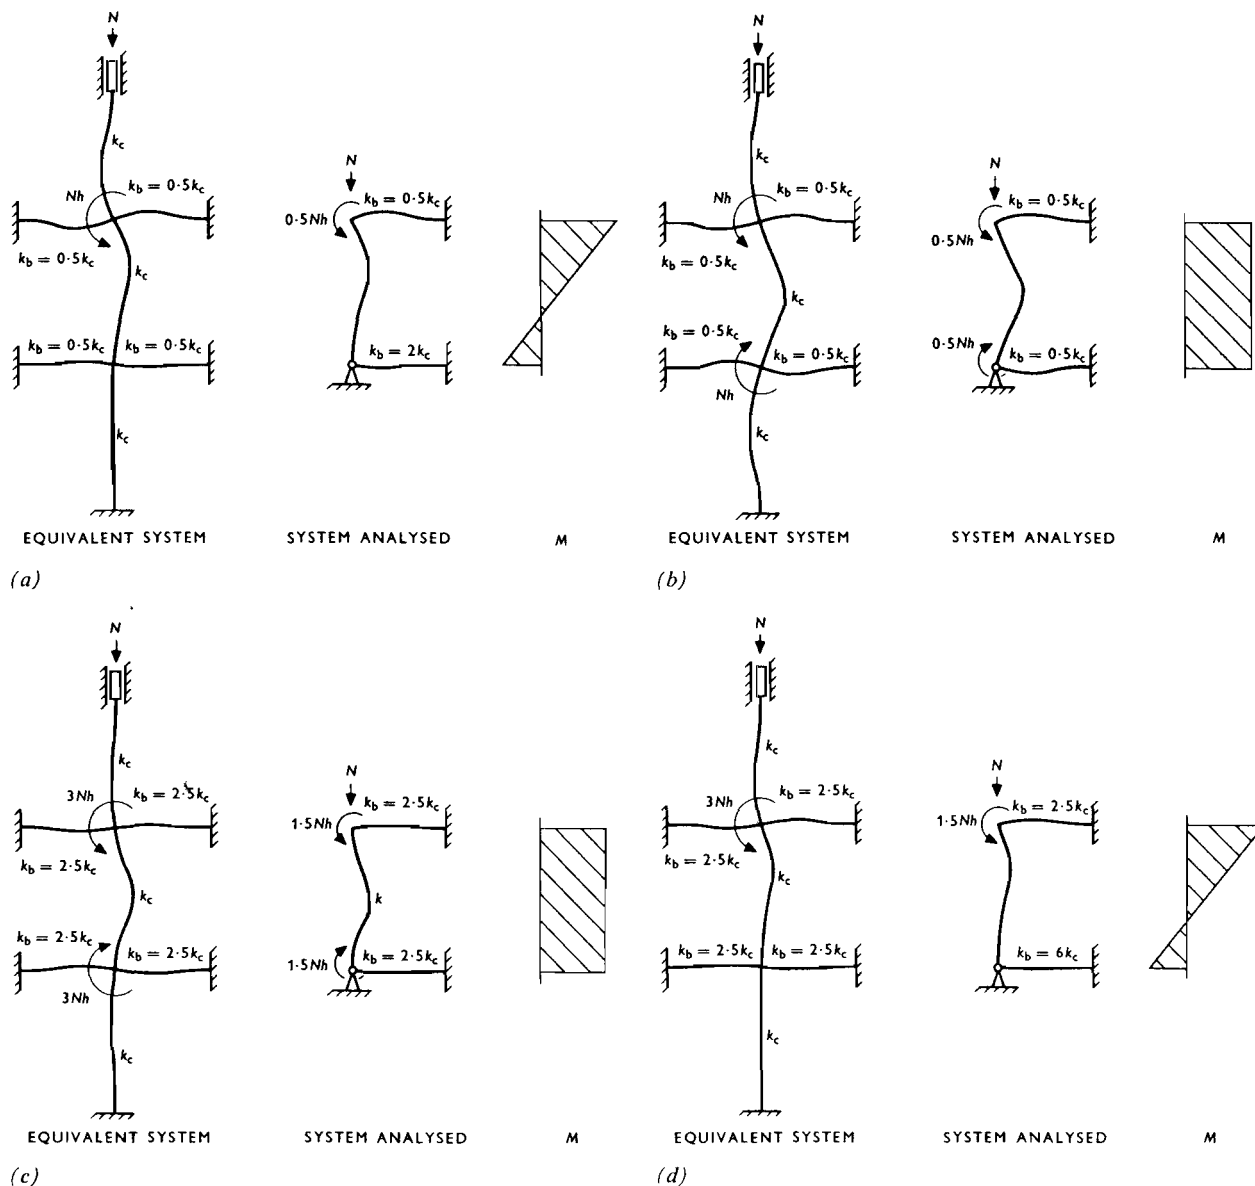 N
k_c
Nh
k_b = 0·5k_c
k_b = 0·5k_c
k_c
k_b = 0·5k_c
k_b = 0·5k_c
k_c
EQUIVALENT SYSTEM
N
k_b = 0·5k_c
0·5Nh
k_b = 2k_c
SYSTEM ANALYSED
M
(a)
N
k_c
Nh
k_b = 0·5k_c
k_b = 0·5k_c
k_c
k_b = 0·5k_c
k_b = 0·5k_c
Nh
k_c
EQUIVALENT SYSTEM
N
k_b = 0·5k_c
0·5Nh
0·5Nh
k_b = 0·5k_c
SYSTEM ANALYSED
M
(b)
N
k_c
3Nh
k_b = 2·5k_c
k_b = 2·5k_c
k_c
k_b = 2·5k_c
k_b = 2·5k_c
3Nh
k_c
EQUIVALENT SYSTEM
N
k_b = 2·5k_c
1·5Nh
k
k_b = 2·5k_c
1·5Nh
SYSTEM ANALYSED
M
(c)
N
k_c
3Nh
k_b = 2·5k_c
k_b = 2·5k_c
k_c
k_b = 2·5k_c
k_b = 2·5k_c
k_c
EQUIVALENT SYSTEM
N
k_b = 2·5k_c
1·5Nh
k_b = 6k_c
SYSTEM ANALYSED
M
(d)